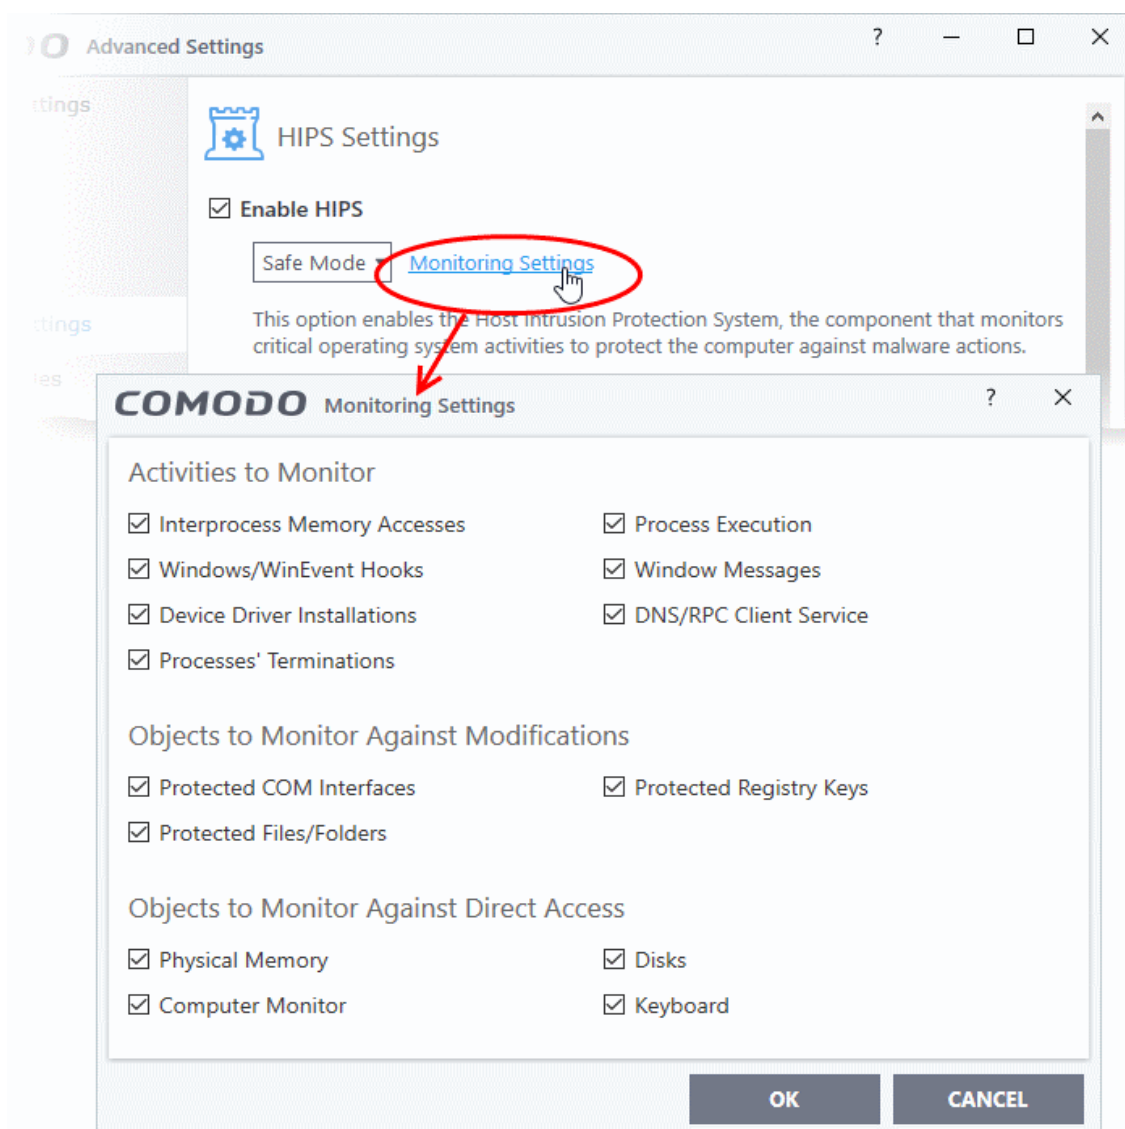 Advanced Settings
?
HIPS Settings
Enable HIPS
Safe Mode Monitoring Settings
This option enables the Host Intrusion Protection System, the component that monitors
critical operating system activities to protect the computer against malware actions.
COMODO Monitoring Settings
?
Activities to Monitor
Interprocess Memory Accesses Process Execution
Windows/WinEvent Hooks Window Messages
Device Driver Installations DNS/RPC Client Service
Processes' Terminations
Objects to Monitor Against Modifications
Protected COM Interfaces Protected Registry Keys
Protected Files/Folders
Objects to Monitor Against Direct Access
Physical Memory Disks
Computer Monitor Keyboard
OK CANCEL